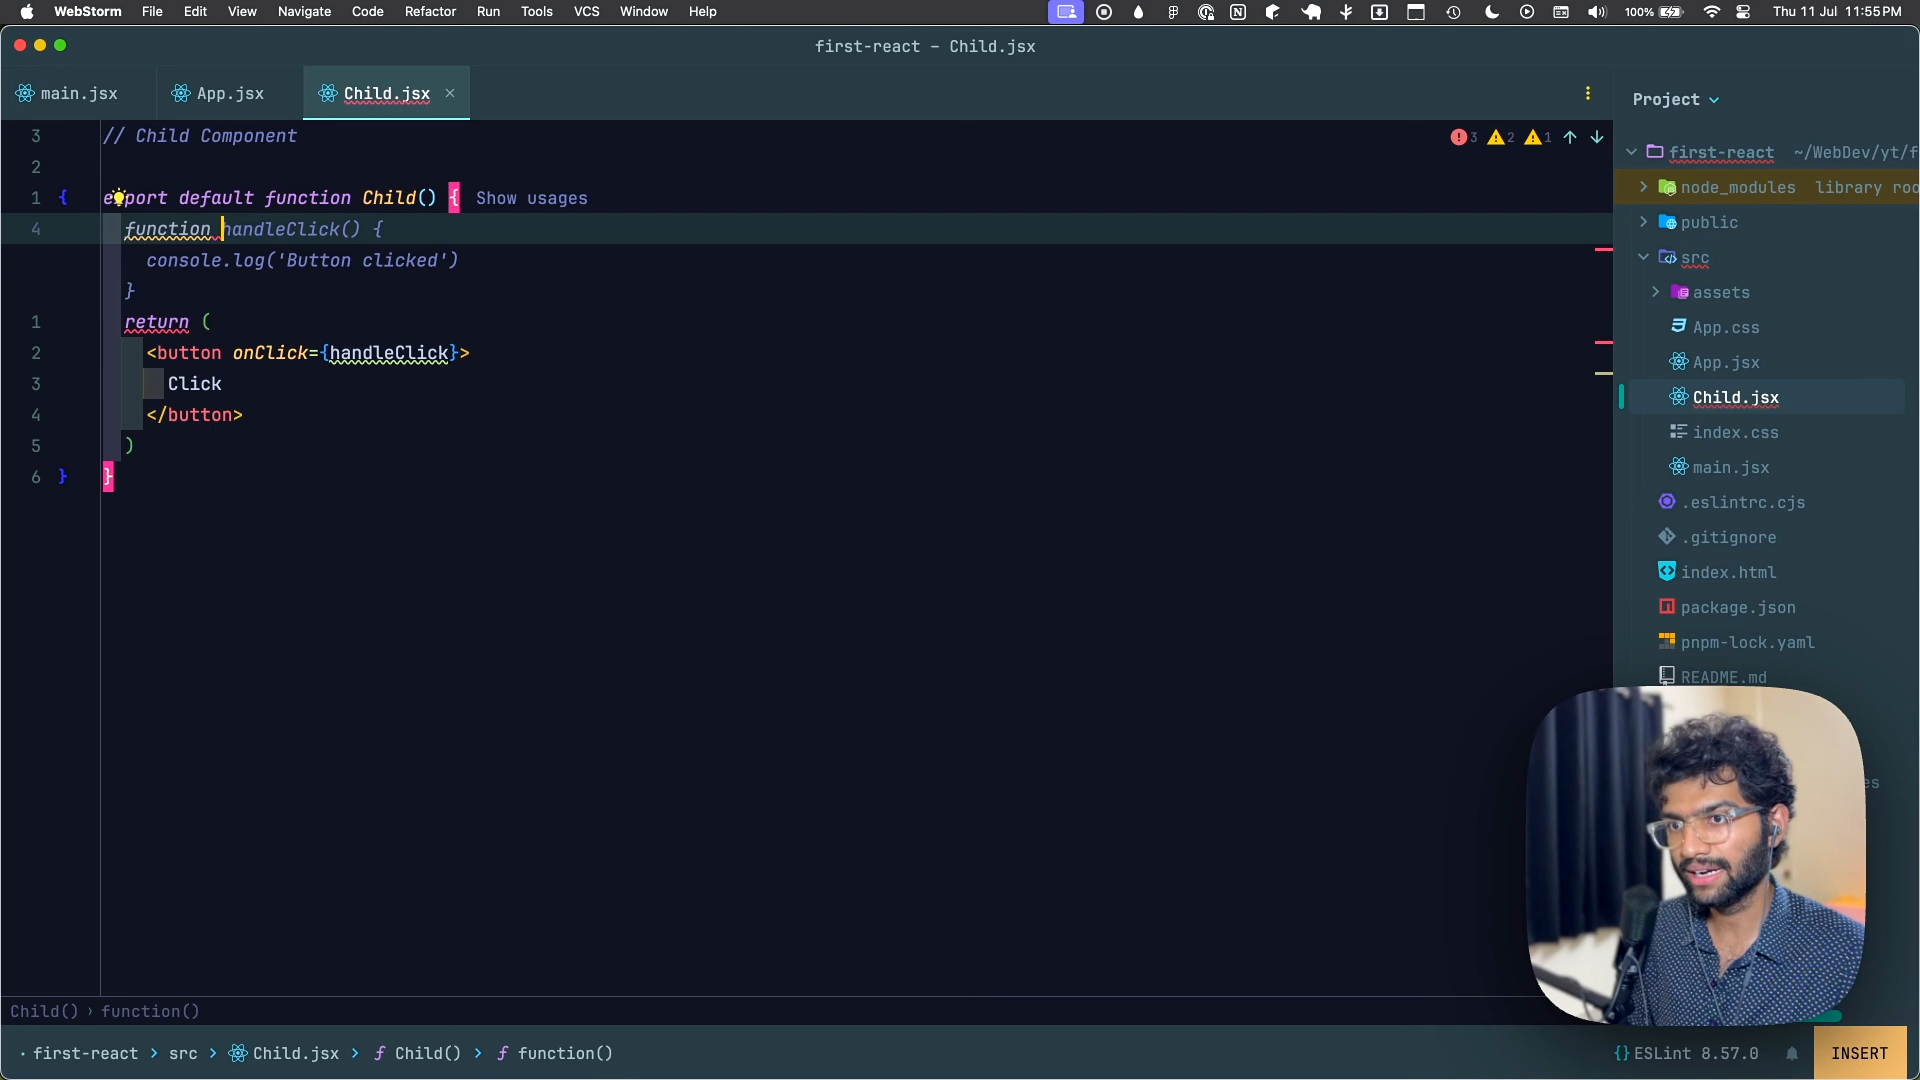 WebStorm File Edit View Navigate Code Refactor Run Tools VCS Window Help 100% Thu 11 Jul 11:55 PM
first-react – Child.jsx
main.jsx App.jsx Child.jsx
Project
3 // Child Component
3 2 1
2
1 { export default function Child() { Show usages
4 function handleClick() {
console.log('Button clicked')
}
1 return (
2 <button onClick={handleClick}>
3 Click
4 </button>
5 )
6 } }
first-react ~/WebDev/yt/f
node_modules library roo
public
src
assets
App.css
App.jsx
Child.jsx
index.css
main.jsx
.eslintrc.cjs
.gitignore
index.html
package.json
pnpm-lock.yaml
README.md
es
Child() › function()
first-react > src > Child.jsx > f Child() > f function()
{} ESLint 8.57.0 INSERT